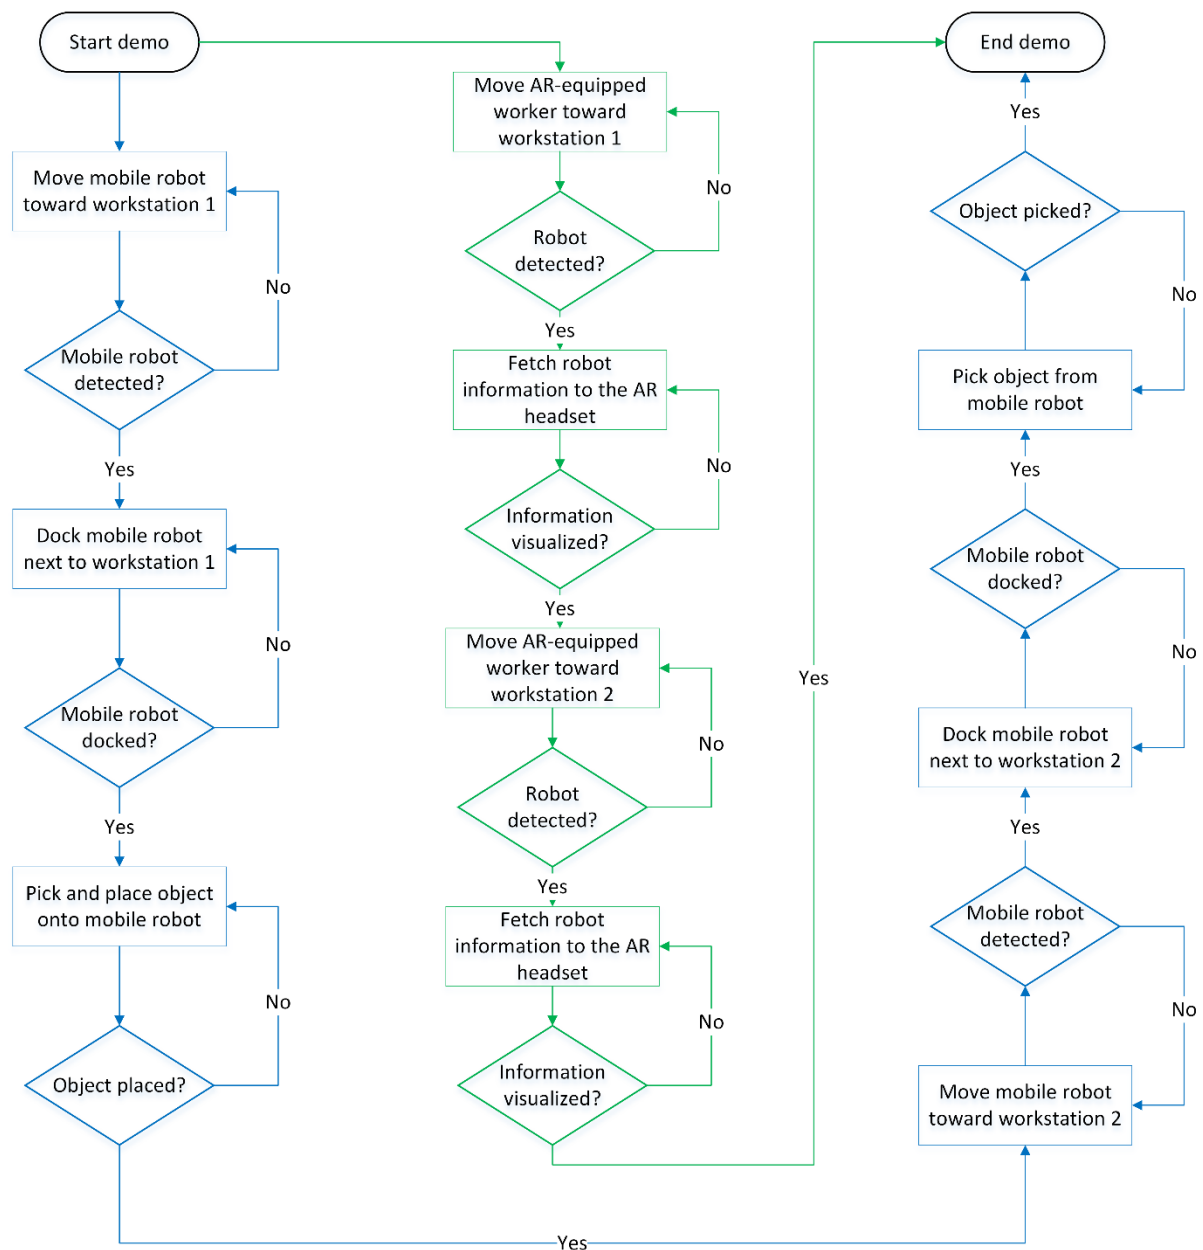 Start demo
Move mobile robot
toward workstation 1
No
Mobile robot
detected?
Yes
Dock mobile robot
next to workstation 1
No
Mobile robot
docked?
Yes
Pick and place object
onto mobile robot
No
Object placed?
Yes
Move AR-equipped
worker toward
workstation 1
No
Robot
detected?
Yes
Fetch robot
information to the AR
headset
No
Information
visualized?
Yes
Move AR-equipped
worker toward
workstation 2
No
Robot
detected?
Yes
Fetch robot
information to the AR
headset
No
Information
visualized?
Yes
End demo
Yes
Object picked?
No
Pick object from
mobile robot
Yes
Mobile robot
docked?
No
Dock mobile robot
next to workstation 2
Yes
Mobile robot
detected?
No
Move mobile robot
toward workstation 2